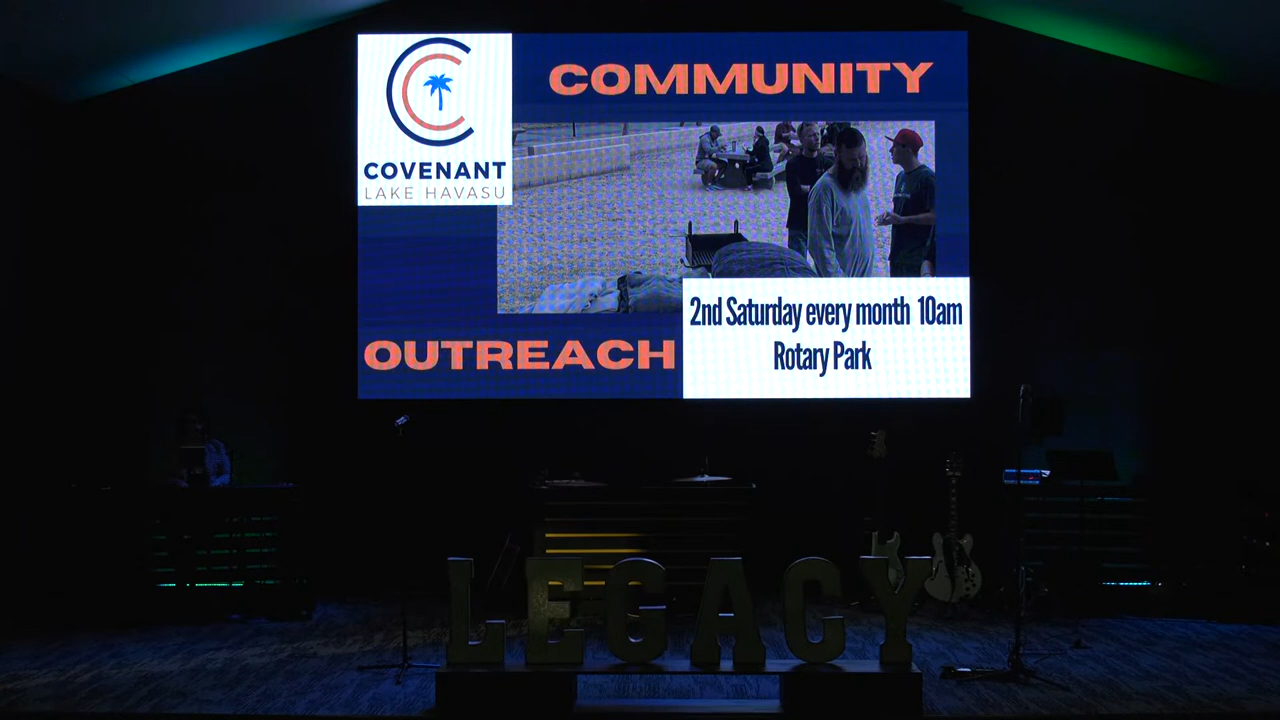 COMMUNITY
COVENANT
LAKE HAVASU
2nd Saturday every month 10am
Rotary Park
OUTREACH
LEGACY